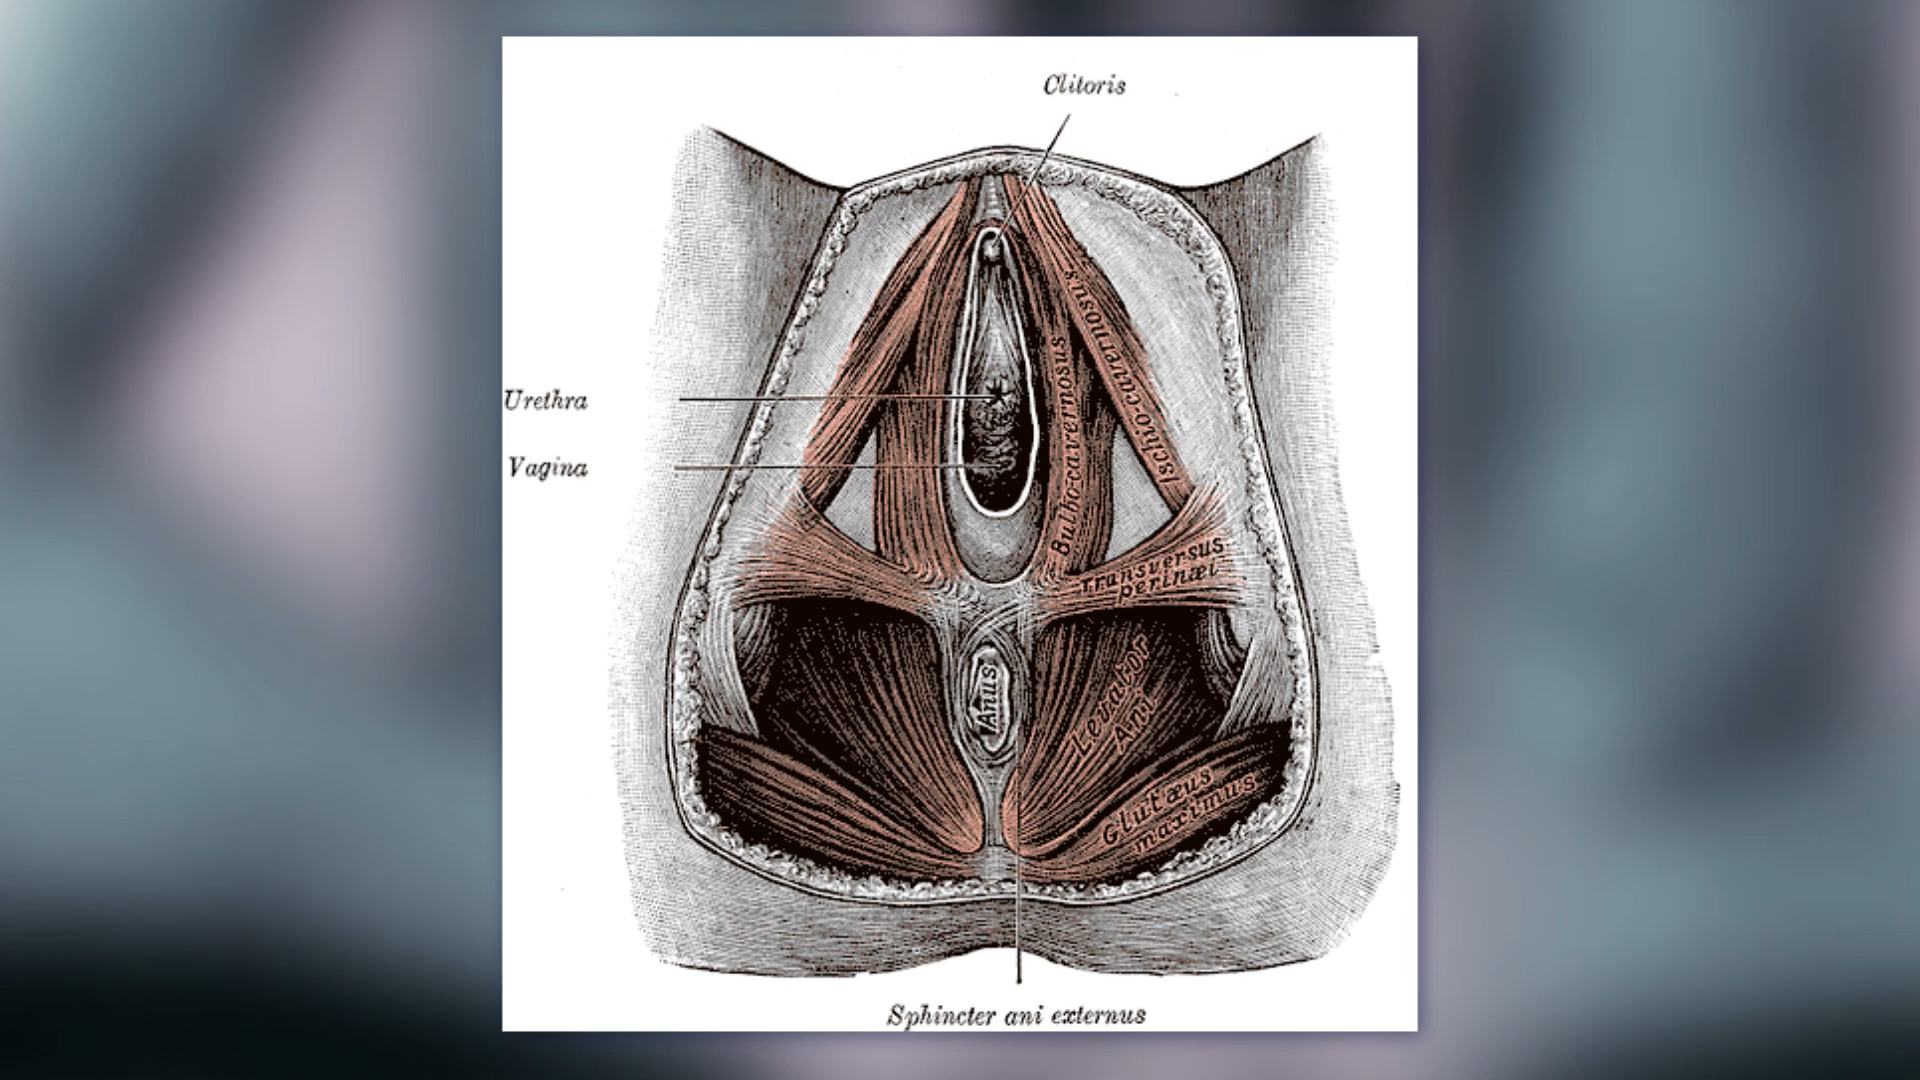 Clitoris
Ischio-cavernosus
Bulbo-cavernosus
Urethra
Vagina
Transversus
perinæi
Anus
Levator
Ani
Glutæus
maximus
Sphincter ani externus